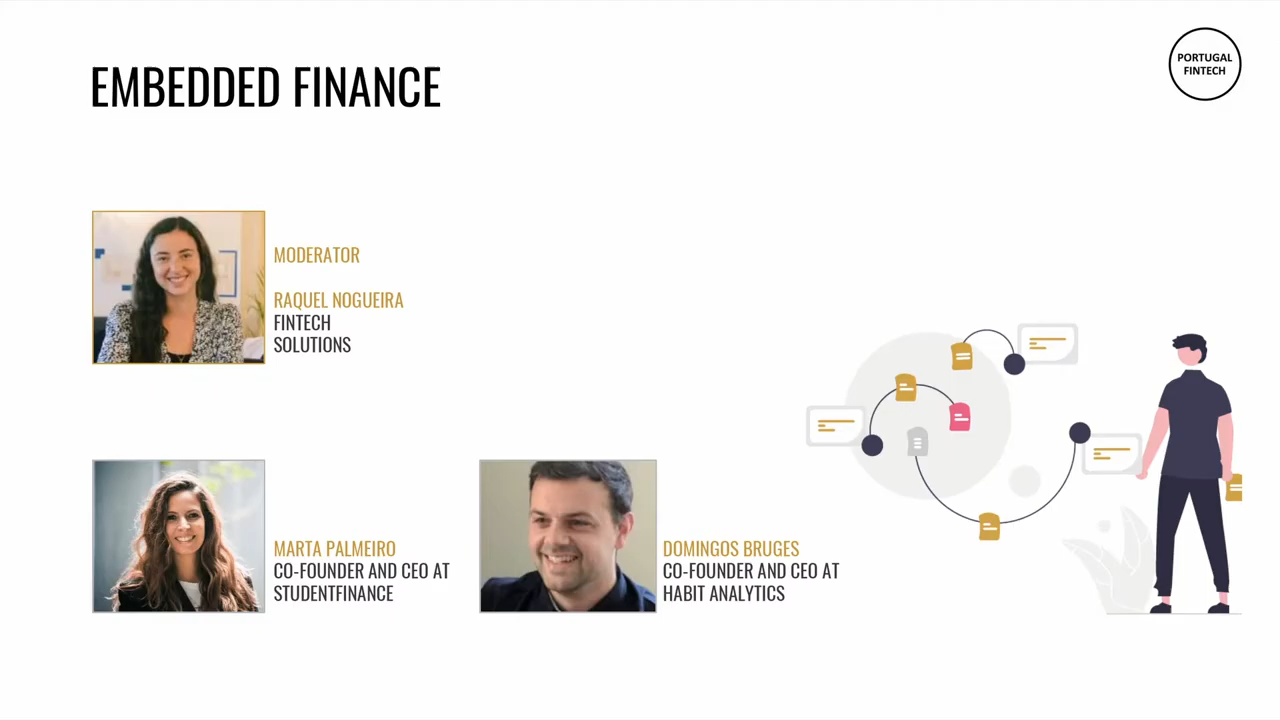 EMBEDDED FINANCE
PORTUGAL
FINTECH
MODERATOR
RAQUEL NOGUEIRA
FINTECH
SOLUTIONS
MARTA PALMEIRO
CO-FOUNDER AND CEO AT
STUDENTFINANCE
DOMINGOS BRUGES
CO-FOUNDER AND CEO AT
HABIT ANALYTICS